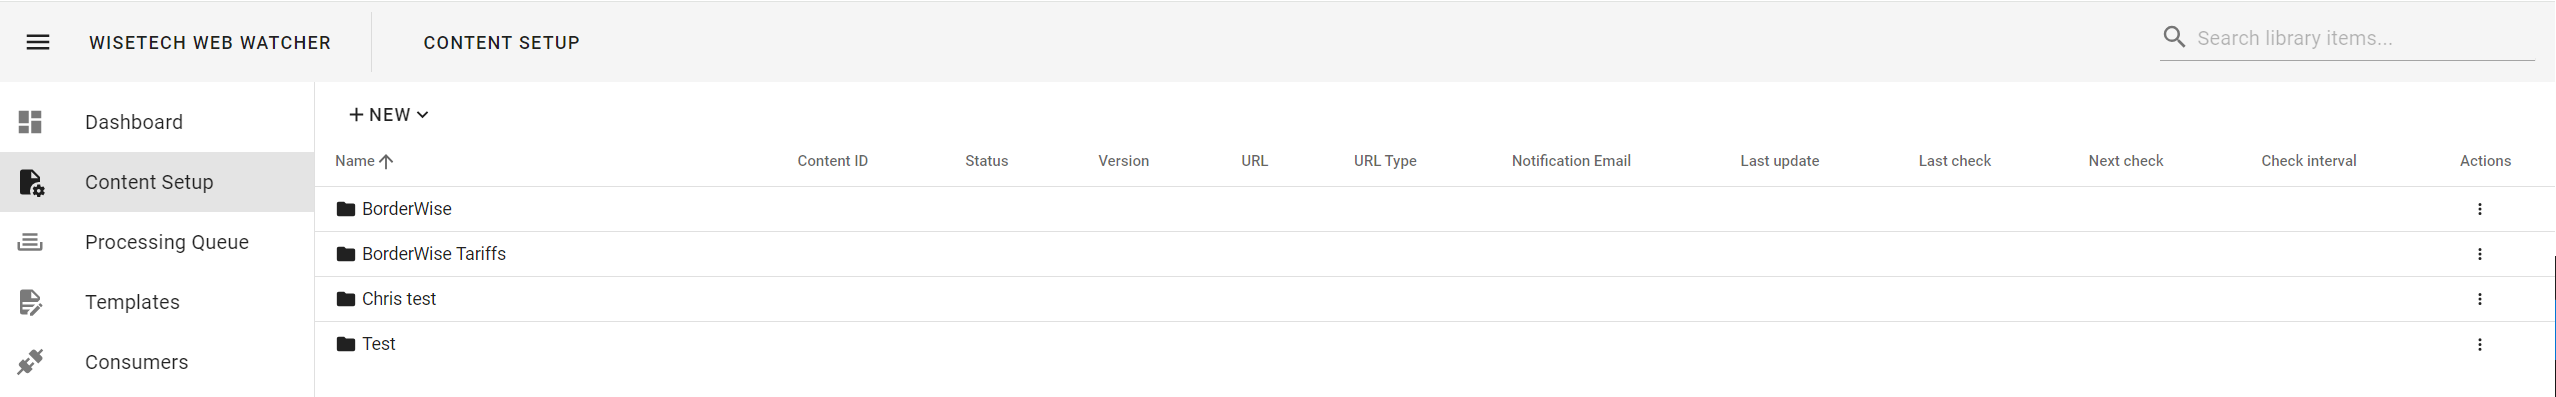 WISETECH WEB WATCHER
CONTENT SETUP
Search library items...
Dashboard
Content Setup
Processing Queue
Templates
Consumers
NEW
Name Content ID Status Version URL URL Type Notification Email Last update Last check Next check Check interval Actions
BorderWise
BorderWise Tariffs
Chris test
Test